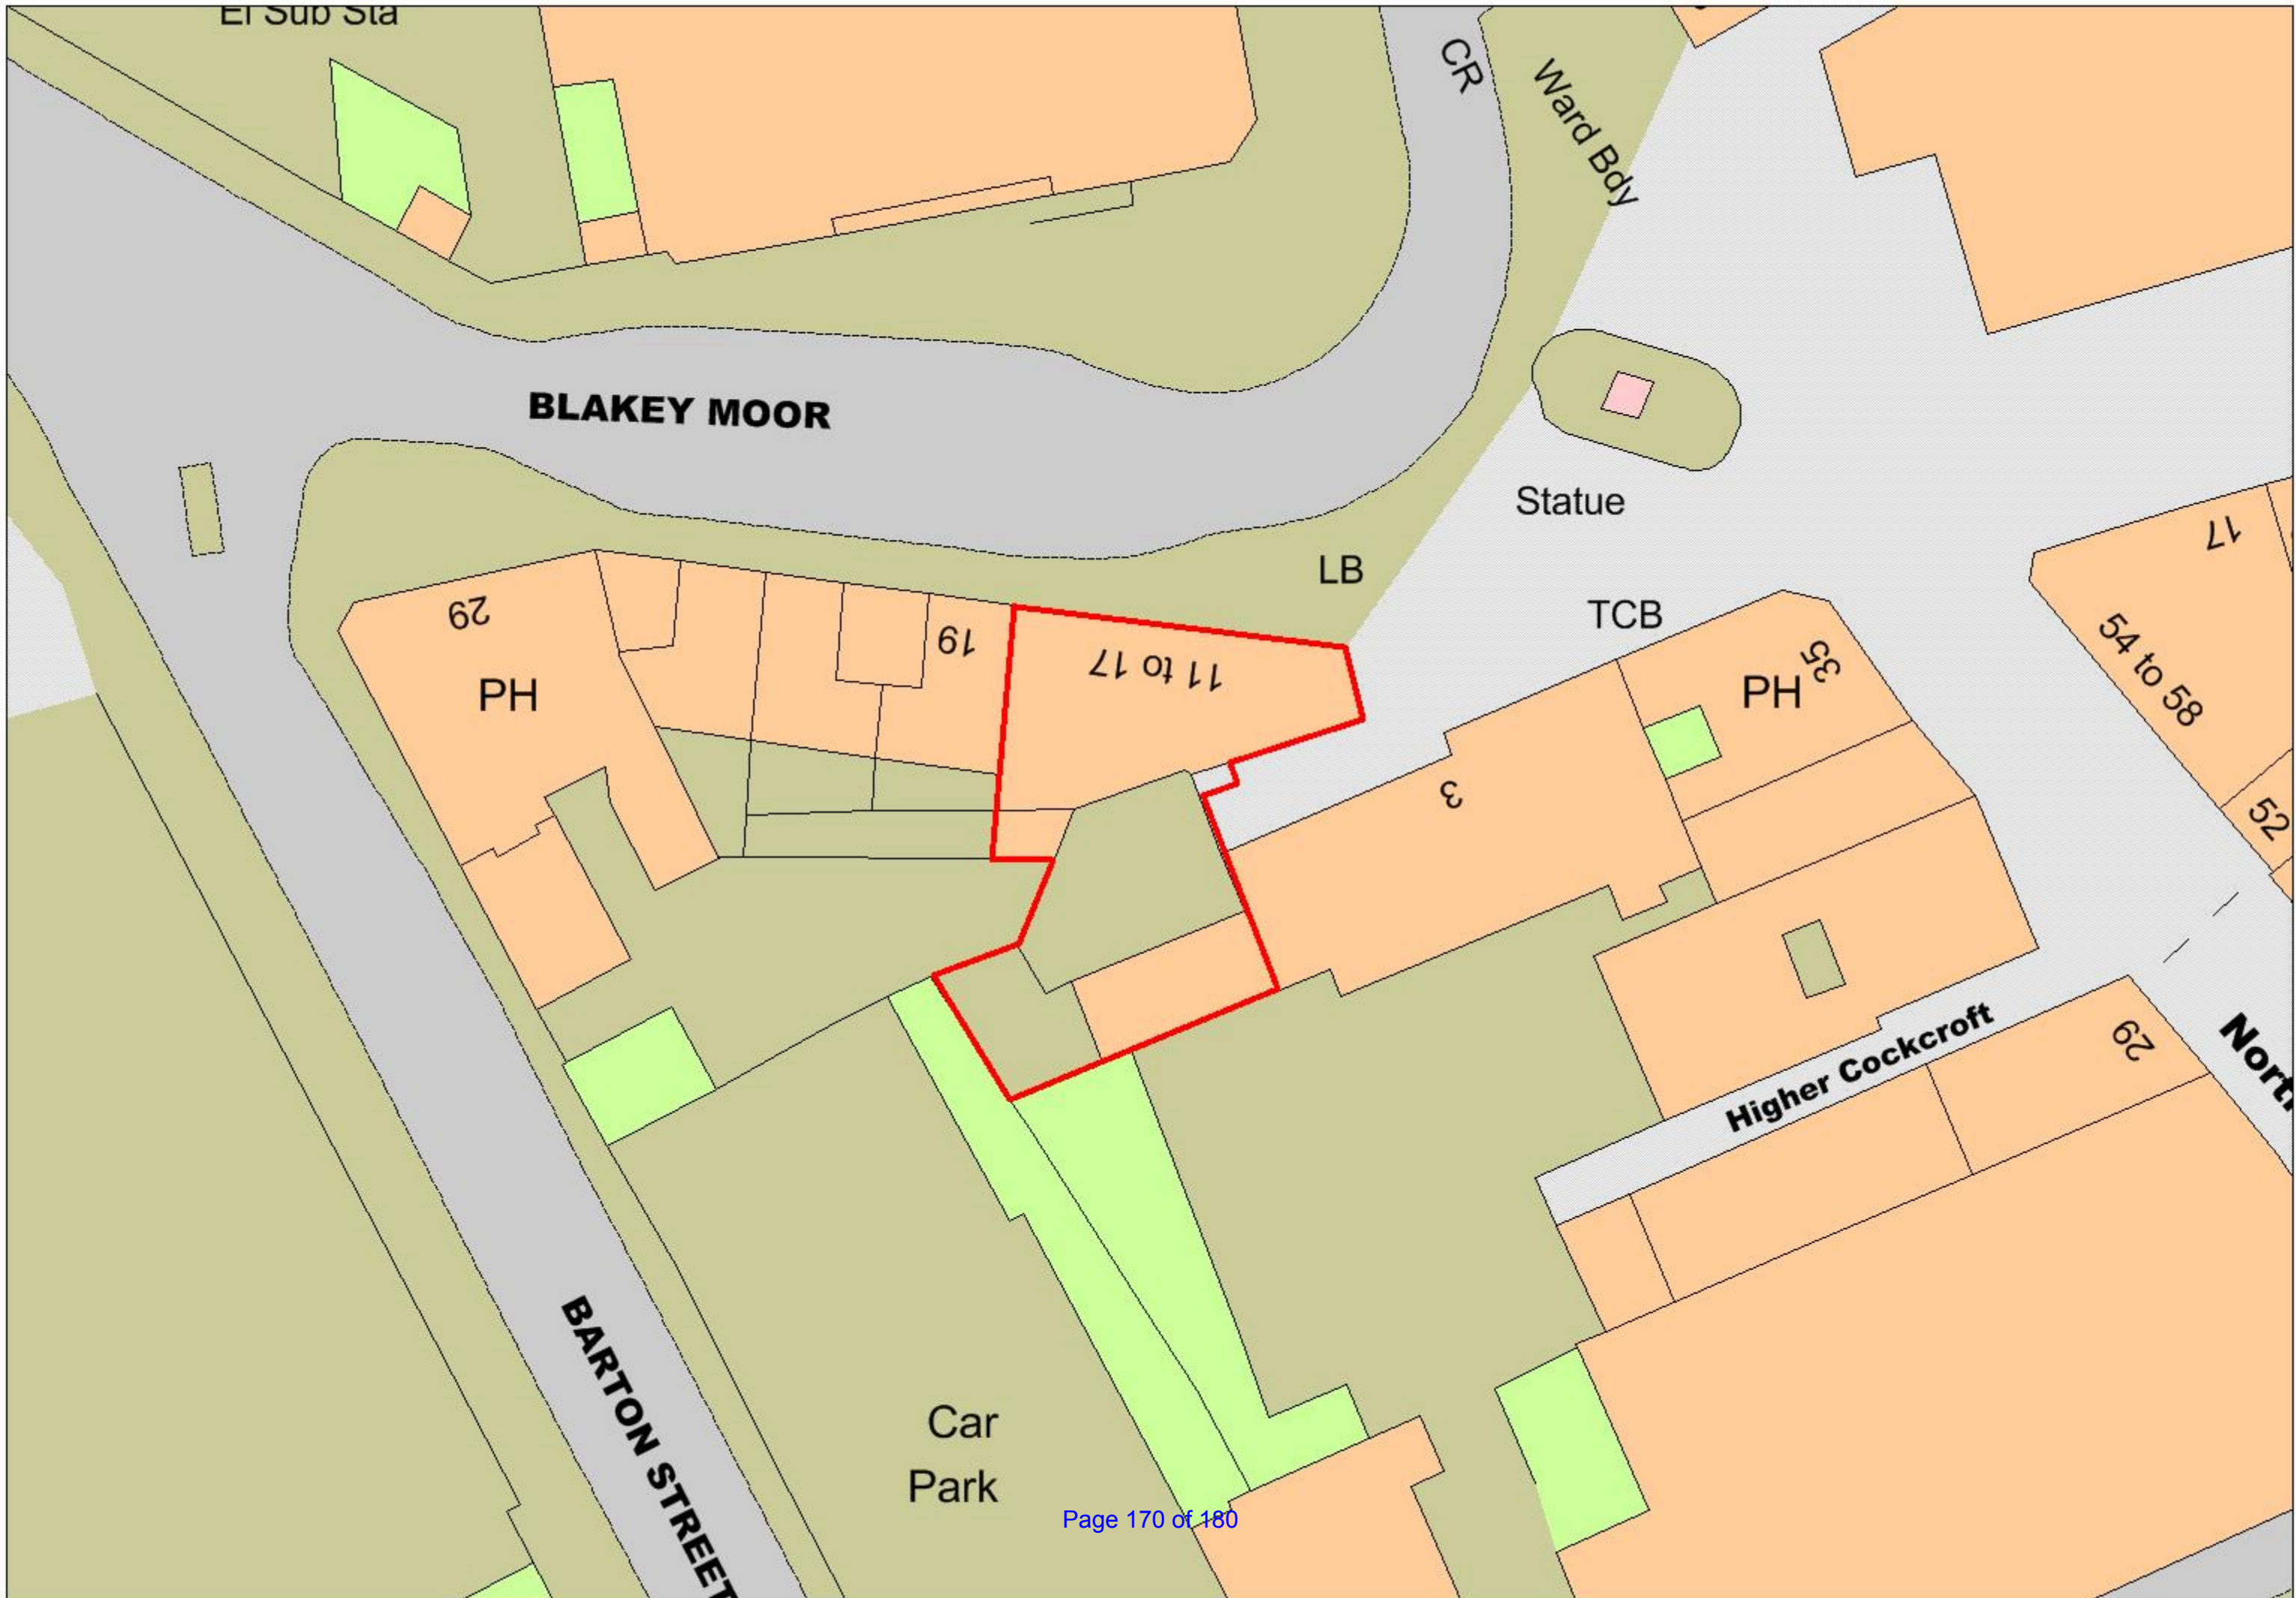 El Sub Sta
CR
Ward Bdy
BLAKEY MOOR
Statue
17
LB
TCB
29
PH
19
11 to 17
PH
35
54 to 58
3
52
Higher Cockcroft
29
BARTON STREET
Car
Park
Page 170 of 180